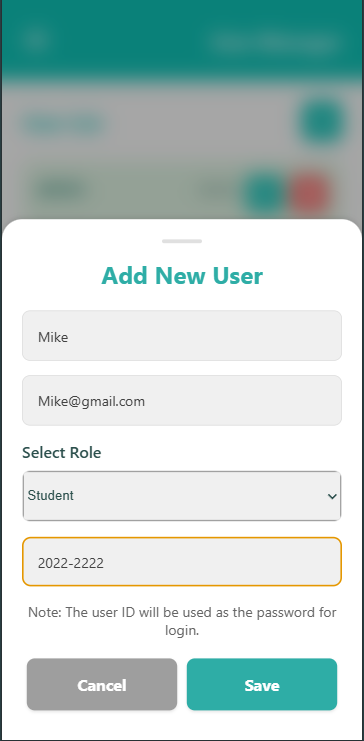 Add New User
Mike
Mike@gmail.com
Select Role
Student
2022-2222
Note: The user ID will be used as the password for
login.
Cancel
Save